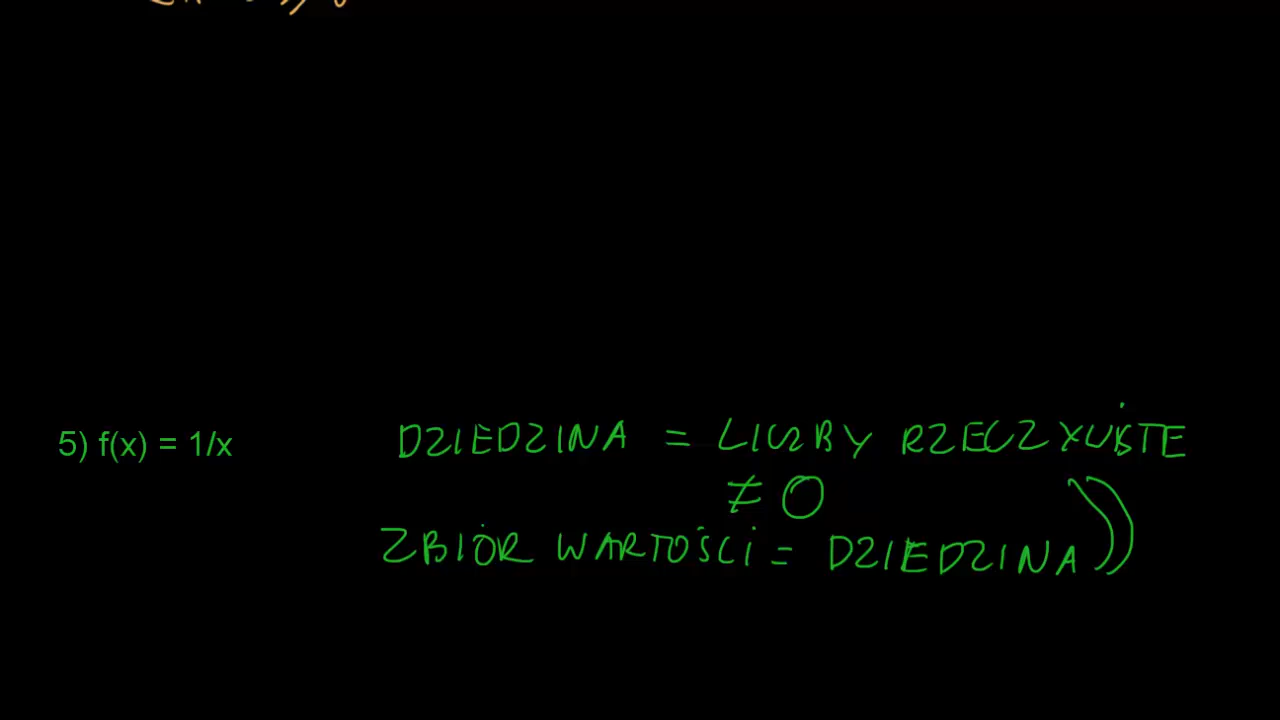 5) f(x) = 1/x DZIEDZINA = LICZBY RZECZYWISTE
≠ 0
ZBIÓR WARTOŚCI = DZIEDZINA